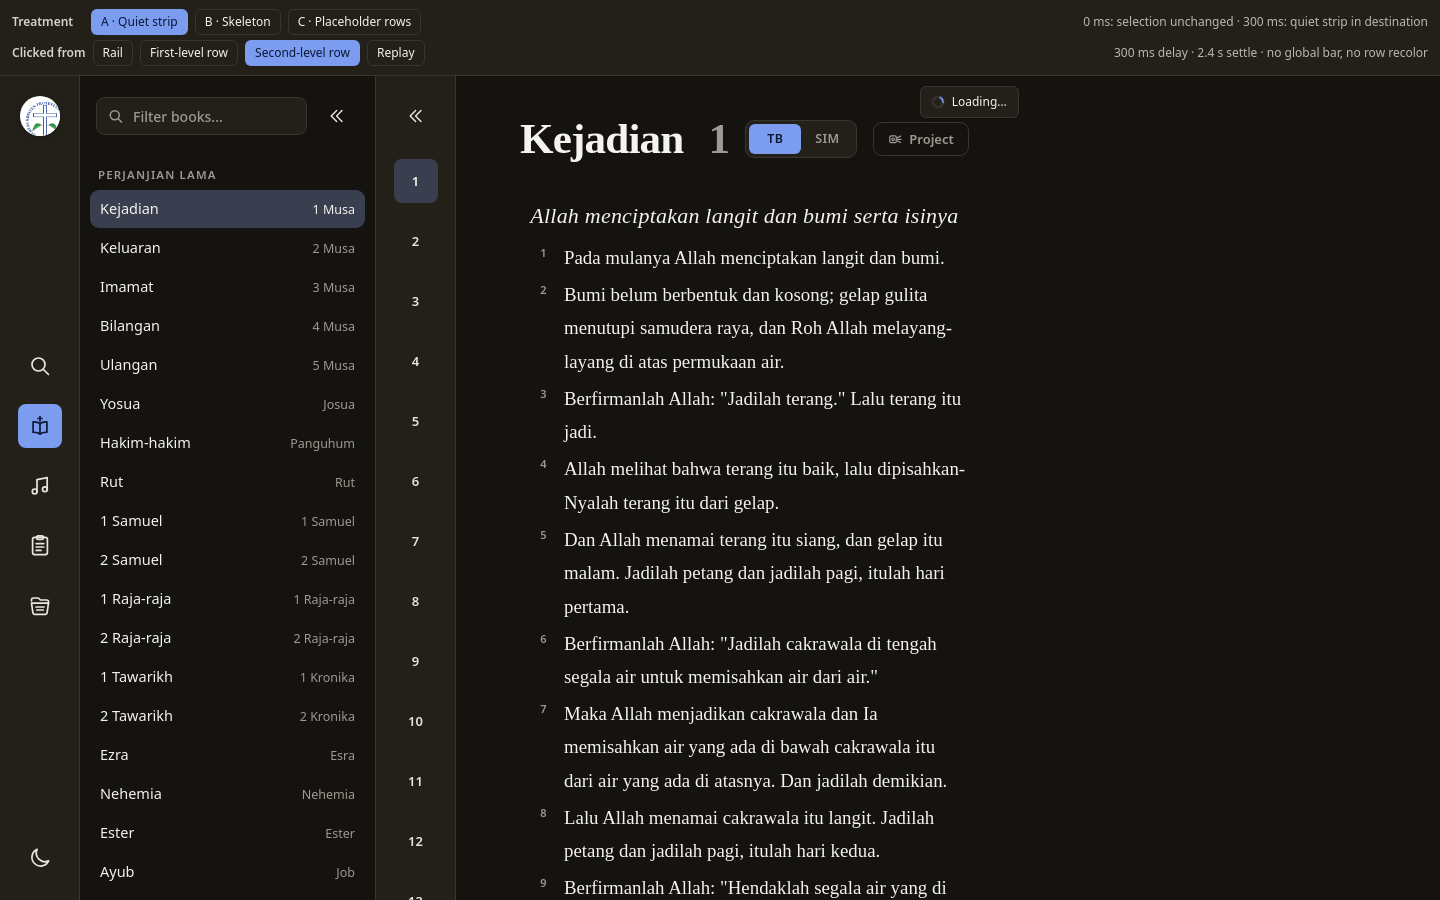 Treatment A · Quiet strip B · Skeleton C · Placeholder rows 0 ms: selection unchanged · 300 ms: quiet strip in destination
Clicked from Rail First-level row Second-level row Replay 300 ms delay · 2.4 s settle · no global bar, no row recolor
Filter books...
PERJANJIAN LAMA
Kejadian 1 Musa
Keluaran 2 Musa
Imamat 3 Musa
Bilangan 4 Musa
Ulangan 5 Musa
Yosua Josua
Hakim-hakim Panguhum
Rut Rut
1 Samuel 1 Samuel
2 Samuel 2 Samuel
1 Raja-raja 1 Raja-raja
2 Raja-raja 2 Raja-raja
1 Tawarikh 1 Kronika
2 Tawarikh 2 Kronika
Ezra Esra
Nehemia Nehemia
Ester Ester
Ayub Job
1
2
3
4
5
6
7
8
9
10
11
12
13
Loading...
Kejadian 1 TB SIM Project
Allah menciptakan langit dan bumi serta isinya
1 Pada mulanya Allah menciptakan langit dan bumi.
2 Bumi belum berbentuk dan kosong; gelap gulita
menutupi samudera raya, dan Roh Allah melayang-
layang di atas permukaan air.
3 Berfirmanlah Allah: "Jadilah terang." Lalu terang itu
jadi.
4 Allah melihat bahwa terang itu baik, lalu dipisahkan-
Nyalah terang itu dari gelap.
5 Dan Allah menamai terang itu siang, dan gelap itu
malam. Jadilah petang dan jadilah pagi, itulah hari
pertama.
6 Berfirmanlah Allah: "Jadilah cakrawala di tengah
segala air untuk memisahkan air dari air."
7 Maka Allah menjadikan cakrawala dan Ia
memisahkan air yang ada di bawah cakrawala itu
dari air yang ada di atasnya. Dan jadilah demikian.
8 Lalu Allah menamai cakrawala itu langit. Jadilah
petang dan jadilah pagi, itulah hari kedua.
9 Berfirmanlah Allah: "Hendaklah segala air yang di